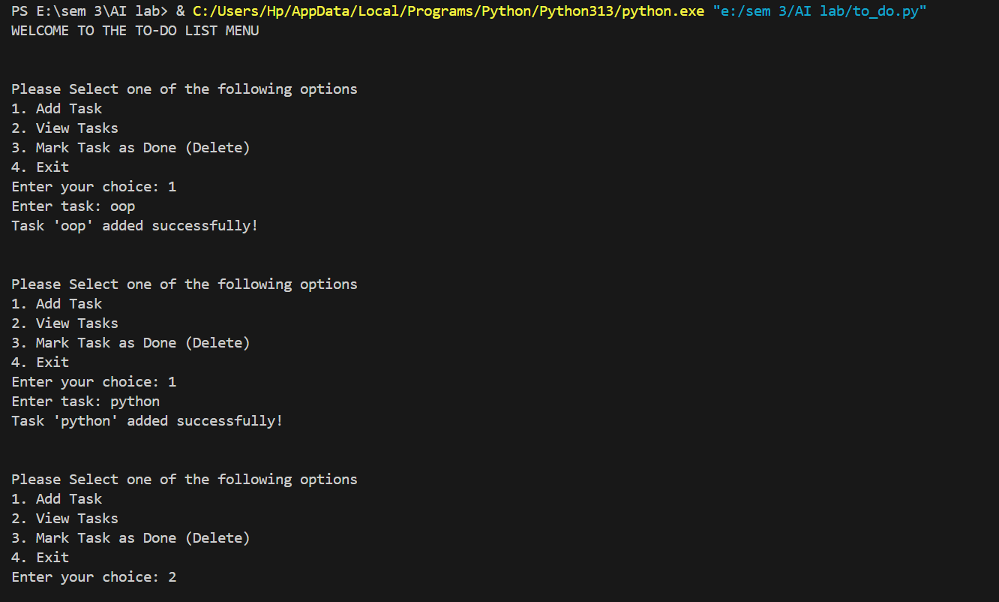 PS E:\sem 3\AI lab> & C:/Users/Hp/AppData/Local/Programs/Python/Python313/python.exe "e:/sem 3/AI lab/to_do.py"
WELCOME TO THE TO-DO LIST MENU
Please Select one of the following options
1. Add Task
2. View Tasks
3. Mark Task as Done (Delete)
4. Exit
Enter your choice: 1
Enter task: oop
Task 'oop' added successfully!
Please Select one of the following options
1. Add Task
2. View Tasks
3. Mark Task as Done (Delete)
4. Exit
Enter your choice: 1
Enter task: python
Task 'python' added successfully!
Please Select one of the following options
1. Add Task
2. View Tasks
3. Mark Task as Done (Delete)
4. Exit
Enter your choice: 2